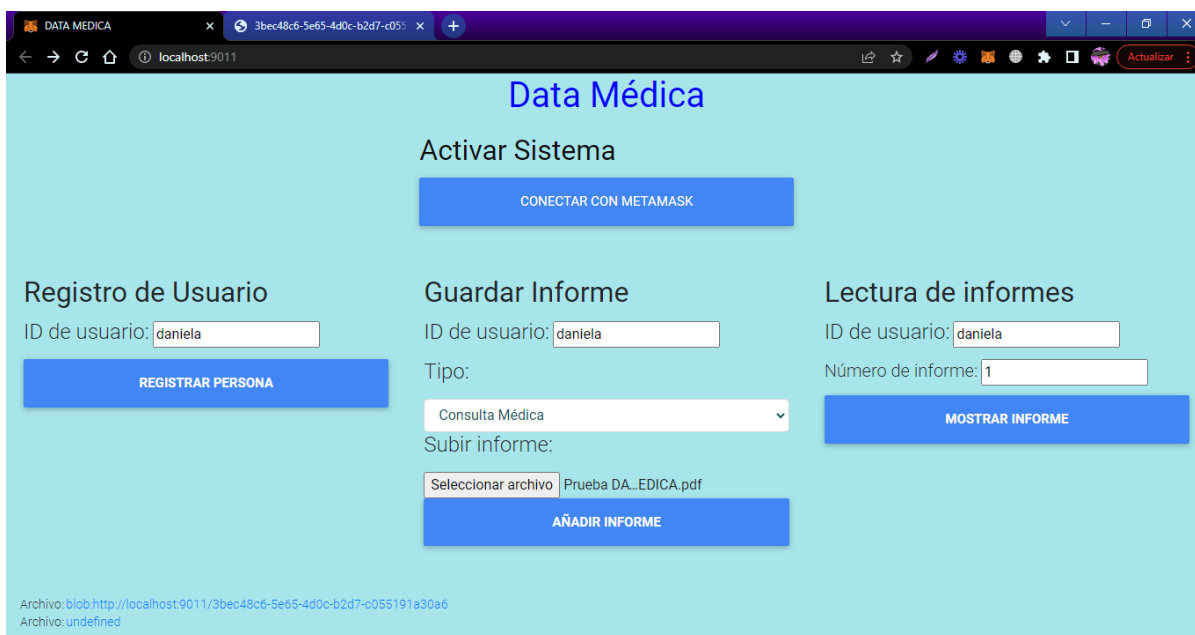 DATA MEDICA
3bec48c6-5e65-4d0c-b2d7-c055
localhost:9011
Actualizar
Data Médica
Activar Sistema
CONECTAR CON METAMASK
Registro de Usuario
ID de usuario: daniela
REGISTRAR PERSONA
Guardar Informe
ID de usuario: daniela
Tipo:
Consulta Médica
Subir informe:
Seleccionar archivo Prueba DA...EDICA.pdf
AÑADIR INFORME
Lectura de informes
ID de usuario: daniela
Número de informe: 1
MOSTRAR INFORME
Archivo: blob:http://localhost:9011/3bec48c6-5e65-4d0c-b2d7-c055191a30a6
Archivo: undefined